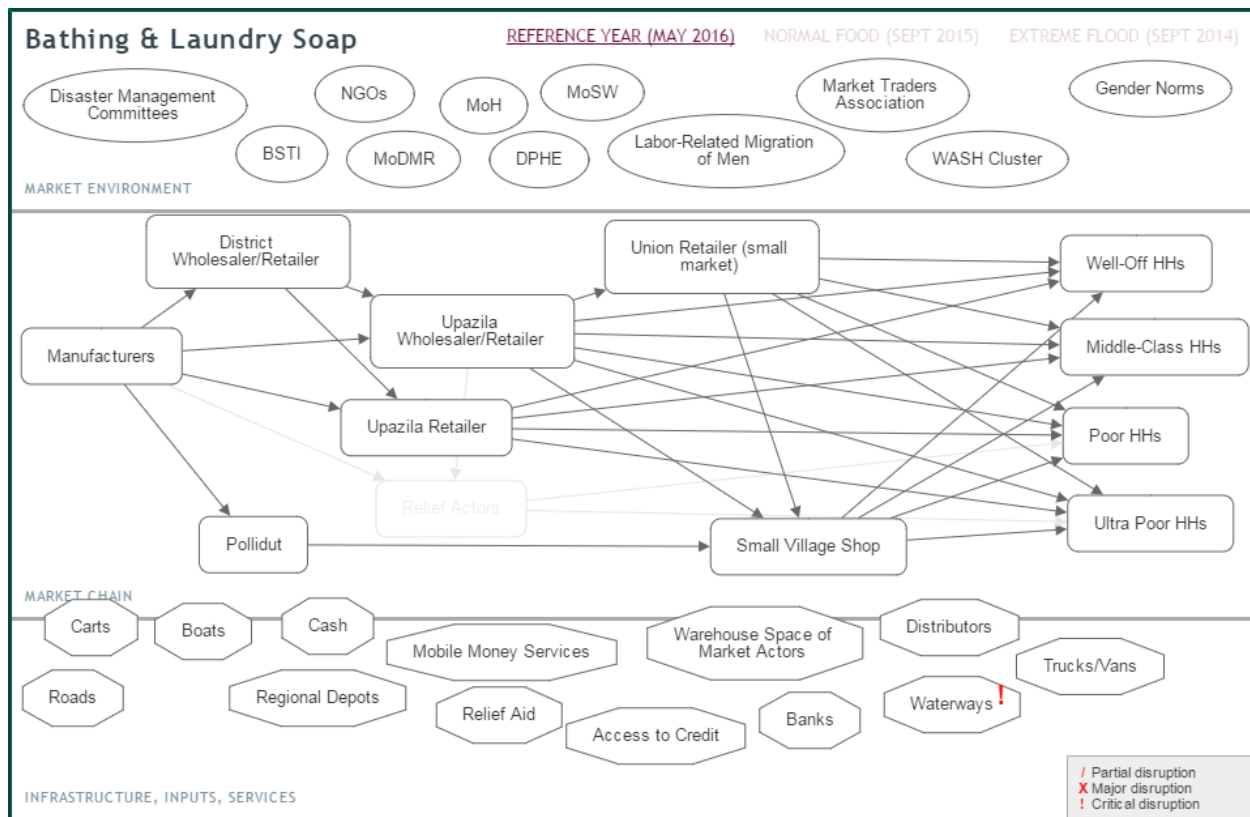 Bathing & Laundry Soap
REFERENCE YEAR (MAY 2016)
NORMAL FOOD (SEPT 2015)
EXTREME FLOOD (SEPT 2014)
Disaster Management
Committees
NGOs
MoH
MoSW
Market Traders
Association
Gender Norms
BSTI
MoDMR
DPHE
Labor-Related Migration
of Men
WASH Cluster
MARKET ENVIRONMENT
District
Wholesaler/Retailer
Union Retailer (small
market)
Well-Off HHs
Manufacturers
Upazila
Wholesaler/Retailer
Middle-Class HHs
Upazila Retailer
Poor HHs
Relief Actors
Pollidut
Small Village Shop
Ultra Poor HHs
MARKET CHAIN
Carts
Boats
Cash
Mobile Money Services
Warehouse Space of
Market Actors
Distributors
Trucks/Vans
Roads
Regional Depots
Relief Aid
Access to Credit
Banks
Waterways !
/ Partial disruption
X Major disruption
! Critical disruption
INFRASTRUCTURE, INPUTS, SERVICES